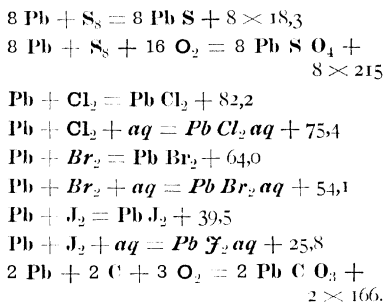 8 Pb + S₈ = 8 Pb S + 8 × 18,3
8 Pb + S₈ + 16 O₂ = 8 Pb S O₄ +
8 × 215
Pb + Cl₂ = Pb Cl₂ + 82,2
Pb + Cl₂ + aq = Pb Cl₂ aq + 75,4
Pb + Br₂ = Pb Br₂ + 64,0
Pb + Br₂ + aq = Pb Br₂ aq + 54,1
Pb + J₂ = Pb J₂ + 39,5
Pb + J₂ + aq = Pb J₂ aq + 25,8
2 Pb + 2 C + 3 O₂ = 2 Pb C O₃ +
2 × 166.